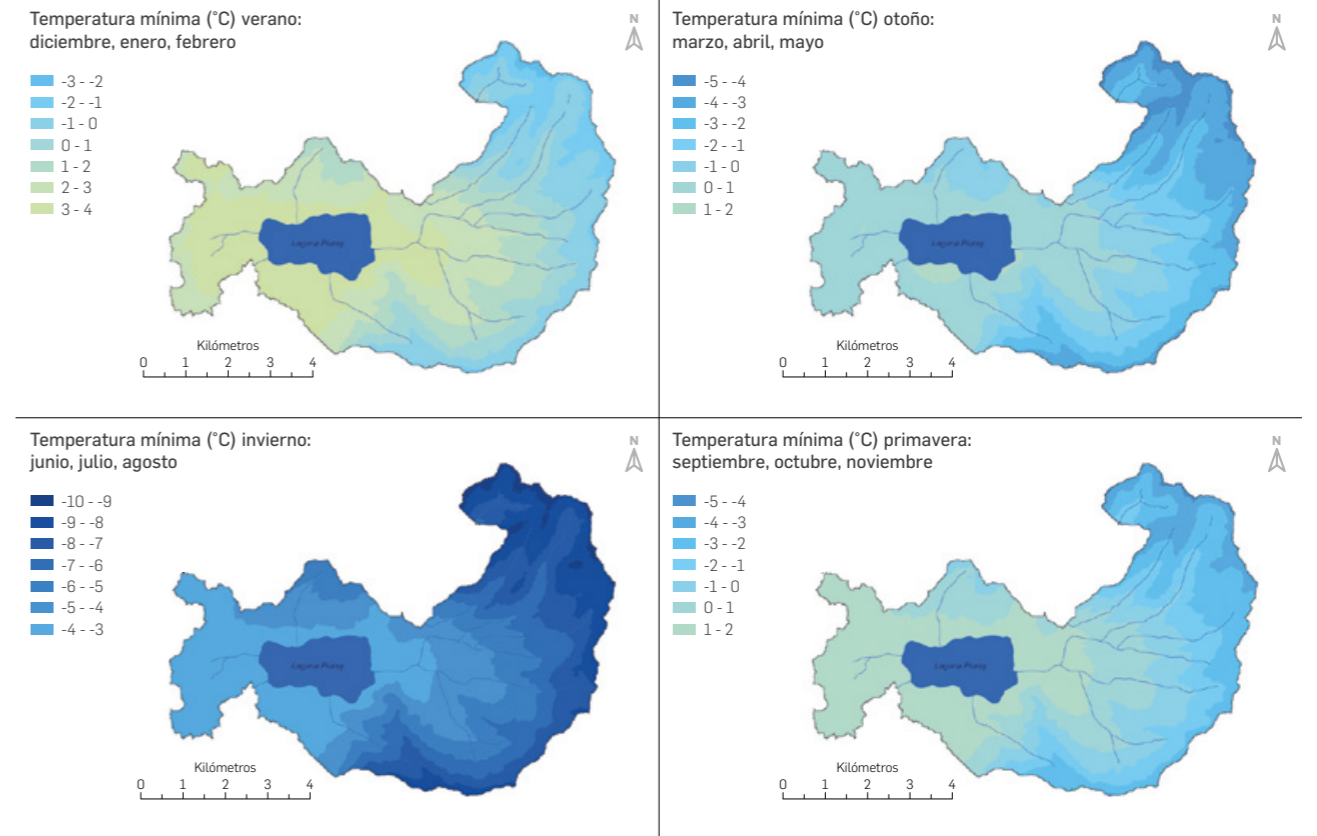 Temperatura mínima (°C) verano:
diciembre, enero, febrero
N
-3 - -2
-2 - -1
-1 - 0
0 - 1
1 - 2
2 - 3
3 - 4
Laguna Piuray
Kilómetros
0 1 2 3 4
Temperatura mínima (°C) otoño:
marzo, abril, mayo
N
-5 - -4
-4 - -3
-3 - -2
-2 - -1
-1 - 0
0 - 1
1 - 2
Laguna Piuray
Kilómetros
0 1 2 3 4
Temperatura mínima (°C) invierno:
junio, julio, agosto
N
-10 - -9
-9 - -8
-8 - -7
-7 - -6
-6 - -5
-5 - -4
-4 - -3
Laguna Piuray
Kilómetros
0 1 2 3 4
Temperatura mínima (°C) primavera:
septiembre, octubre, noviembre
N
-5 - -4
-4 - -3
-3 - -2
-2 - -1
-1 - 0
0 - 1
1 - 2
Laguna Piuray
Kilómetros
0 1 2 3 4